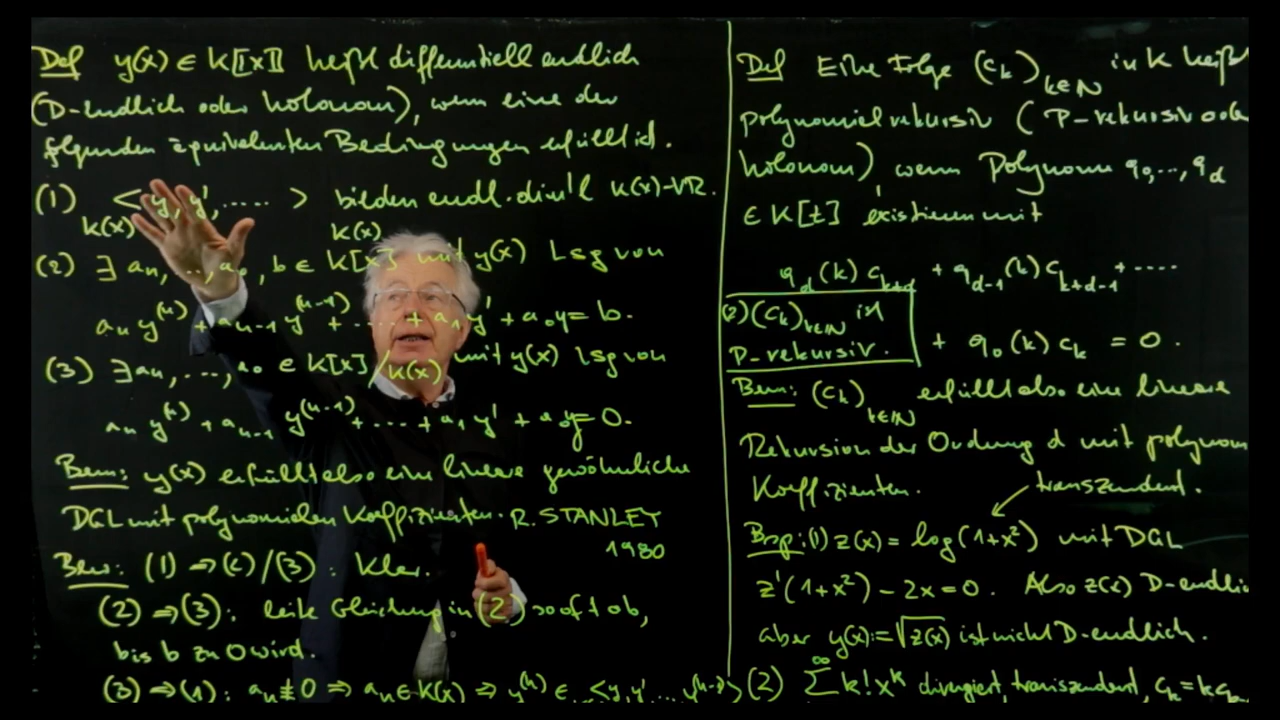 Def y(x) ∈ K[[x]] heißt differentiell endlich
(D-endlich oder holonom), wenn eine der
folgenden äquivalenten Bedingungen erfüllt ist.
(1) < y, y', ..... > bilden endl. dim'l K(x)-VR.
K(x) K(x)
(2) ∃ an, .., a0, b ∈ K[x] mit y(x) Lsg von
an y^(n) + an-1 y^(n-1) + .... + a1 y' + a0 y = b.
(3) ∃ an, .., a0 ∈ K[x]/K(x) mit y(x) Lsg von
an y^(n) + an-1 y^(n-1) + ... + a1 y' + a0 y = 0.
Bem: y(x) erfüllt also eine lineare gewöhnliche
DGL mit polynomialen Koeffizienten. R. STANLEY
1980
Bew: (1) ⇒ (2)/(3): klar.
(2) ⇒ (3): leite Gleichung in (2) so oft ab,
bis b zu 0 wird.
(3) ⇒ (1): an ≢ 0 ⇒ an ∈ K(x) ⇒ y^(n) ∈ < y, y', ... y^(n-1) >
Def Eine Folge (ck)k∈N in K heißt
polynomiel rekursiv (P-rekursiv oder
holonom), wenn Polynome q0, .., qd
∈ K[t] existieren mit
qd(k) ck+d + qd-1(k) ck+d-1 + ....
(2) (ck)k∈N ist
P-rekursiv.
+ q0(k) ck = 0.
Bem: (ck)k∈N erfüllt also eine lineare
Rekursion der Ordnung d mit polynom
Koeffizienten. transzendent.
Bsp: (1) z(x) = log(1+x²) mit DGL
z'(1+x²) - 2x = 0. Also z(x) D-endlic
aber y(x) := √z(x) ist nicht D-endlich.
(2) ∑^∞ k! x^k divergiert, transzendent, ck = k ck-